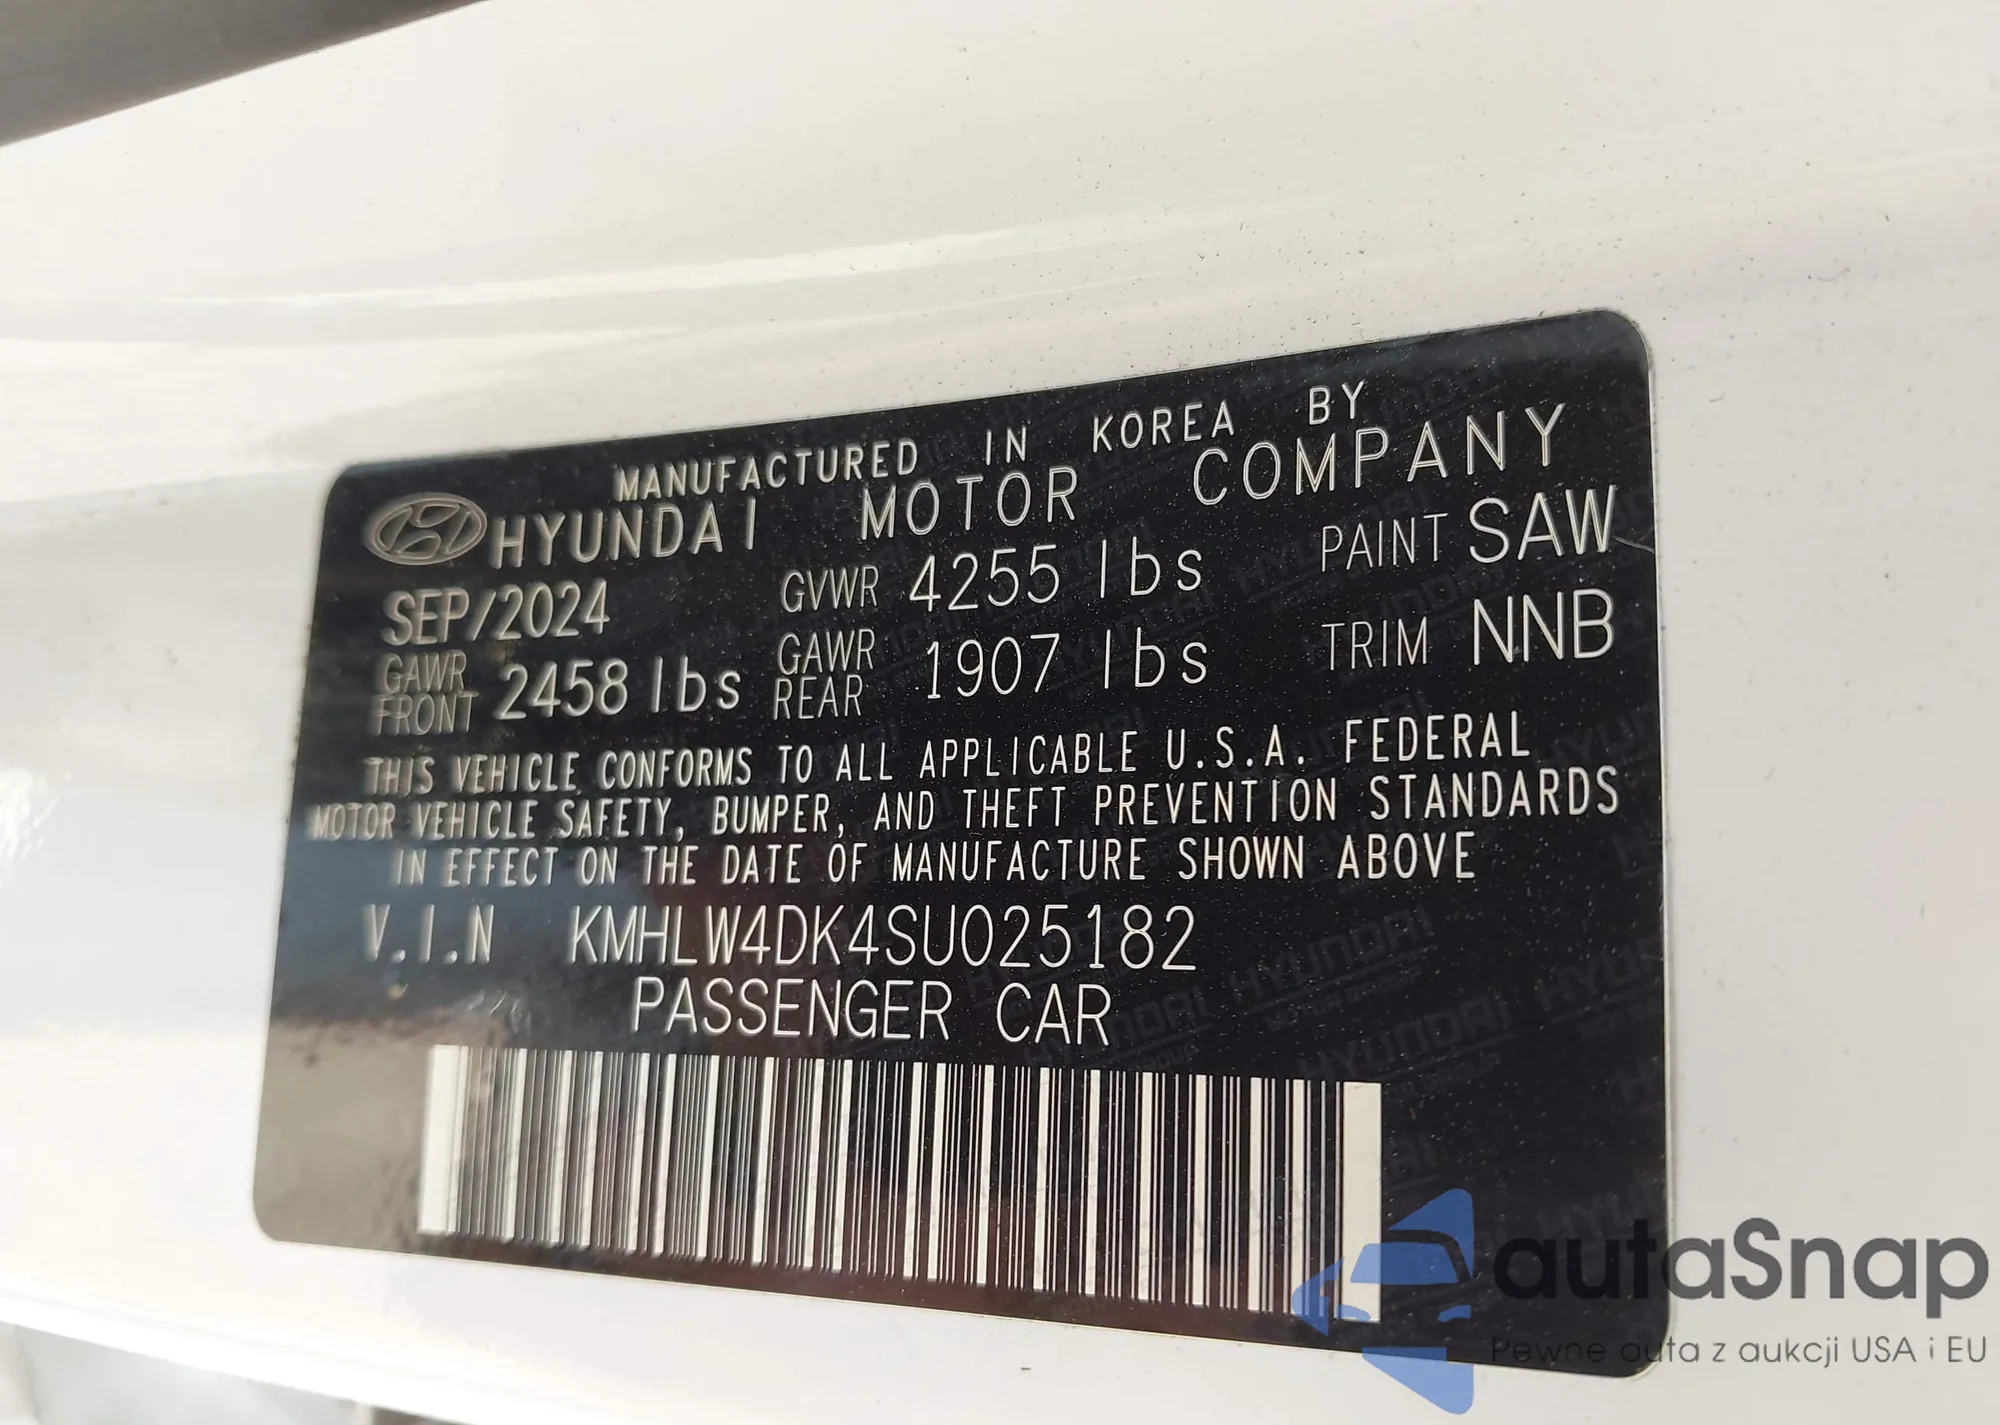 MANUFACTURED IN KOREA BY
HYUNDAI MOTOR COMPANY
SEP/2024 GVWR 4255 lbs PAINT SAW
GAWR FRONT 2458 lbs GAWR REAR 1907 lbs TRIM NNB
THIS VEHICLE CONFORMS TO ALL APPLICABLE U.S.A. FEDERAL
MOTOR VEHICLE SAFETY, BUMPER, AND THEFT PREVENTION STANDARDS
IN EFFECT ON THE DATE OF MANUFACTURE SHOWN ABOVE
V.I.N KMHLW4DK4SU025182
PASSENGER CAR
autaSnap
Pewne auta z aukcji USA i EU